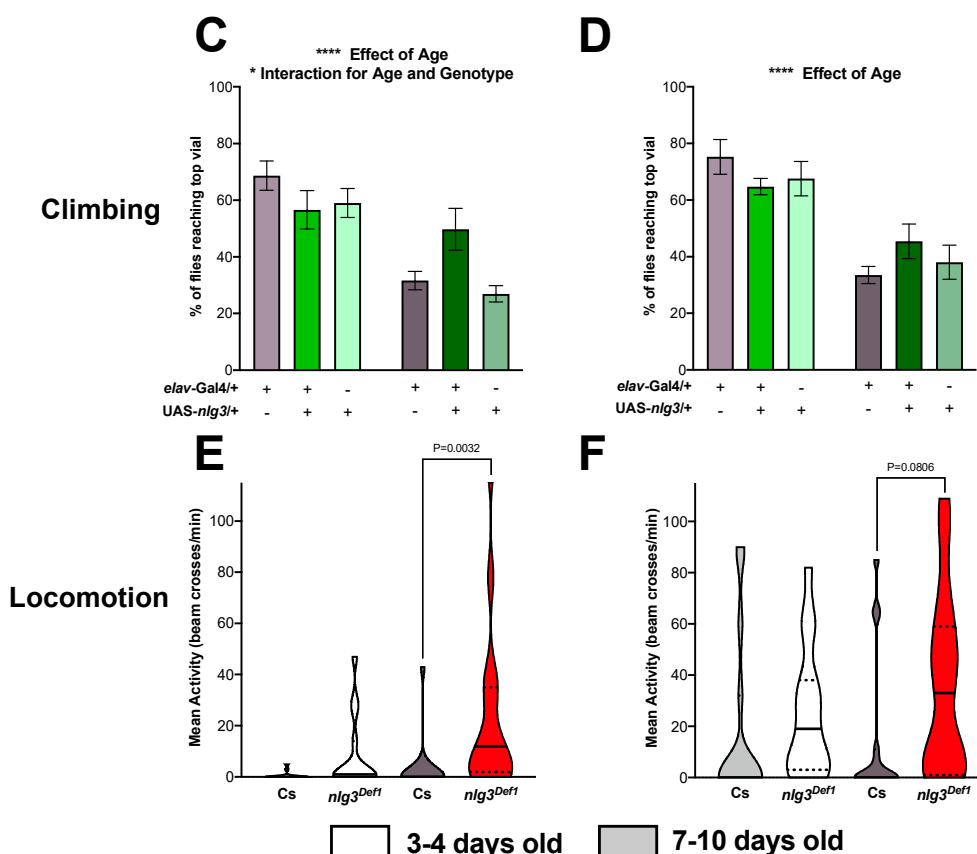 C
**** Effect of Age
* Interaction for Age and Genotype
100
80
60
40
20
0
% of flies reaching top vial
Climbing
elav-Gal4/+ + + - + + -
UAS-nlg3/+ - + + - + +
D
**** Effect of Age
100
80
60
40
20
0
% of flies reaching top vial
elav-Gal4/+ + + - + + -
UAS-nlg3/+ - + + - + +
E
P=0.0032
100
80
60
40
20
0
Mean Activity (beam crosses/min)
Locomotion
Cs nlg3Def1 Cs nlg3Def1
F
P=0.0806
100
80
60
40
20
0
Mean Activity (beam crosses/min)
Cs nlg3Def1 Cs nlg3Def1
3-4 days old 7-10 days old